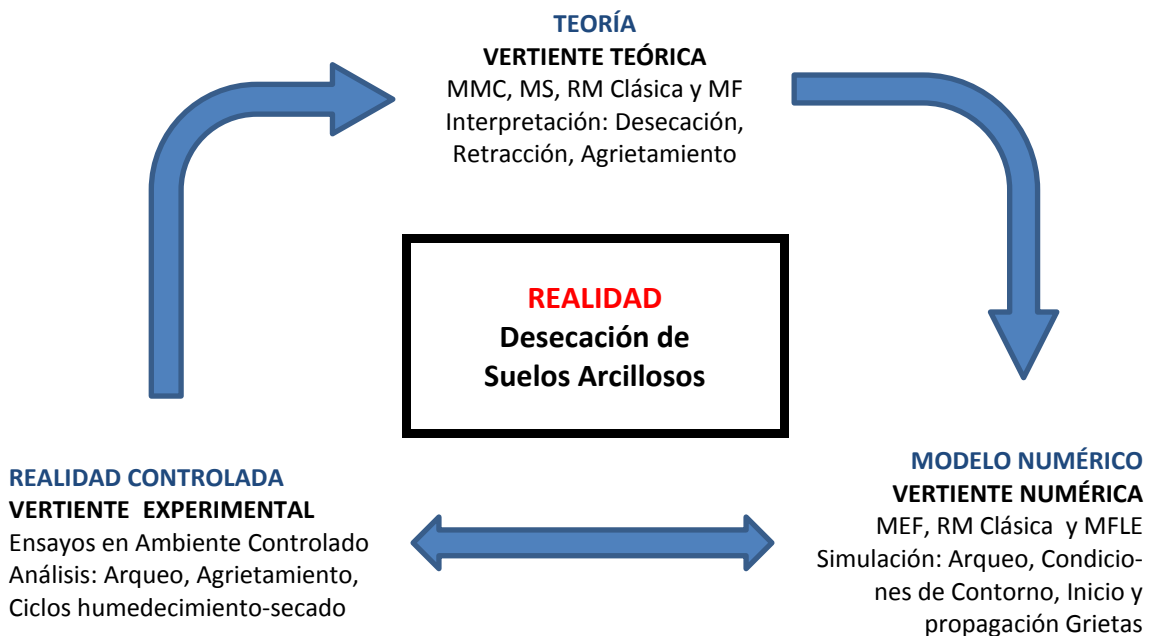 TEORÍA
VERTIENTE TEÓRICA
MMC, MS, RM Clásica y MF
Interpretación: Desecación,
Retracción, Agrietamiento
REALIDAD
Desecación de
Suelos Arcillosos
REALIDAD CONTROLADA
VERTIENTE EXPERIMENTAL
Ensayos en Ambiente Controlado
Análisis: Arqueo, Agrietamiento,
Ciclos humedecimiento-secado
MODELO NUMÉRICO
VERTIENTE NUMÉRICA
MEF, RM Clásica y MFLE
Simulación: Arqueo, Condicio-
nes de Contorno, Inicio y
propagación Grietas